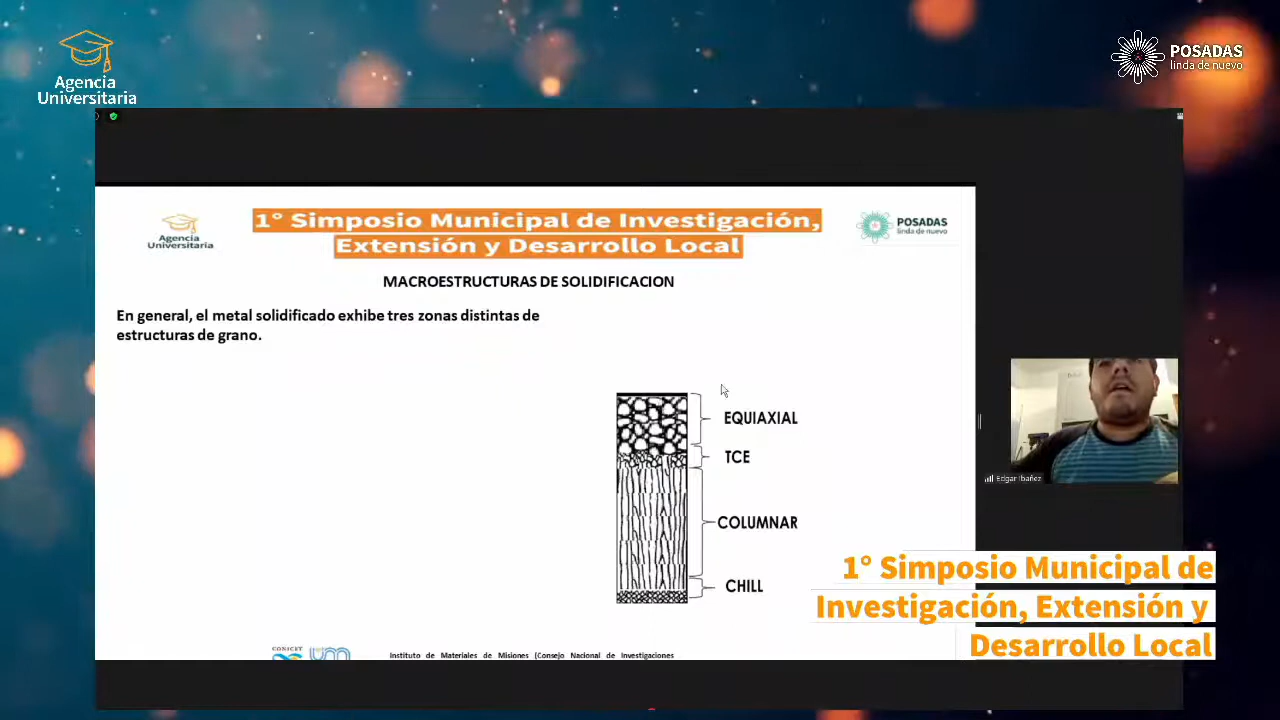 Agencia
Universitaria
POSADAS
linda de nuevo
Agencia
Universitaria
1° Simposio Municipal de Investigación,
Extensión y Desarrollo Local
POSADAS
linda de nuevo
MACROESTRUCTURAS DE SOLIDIFICACION
En general, el metal solidificado exhibe tres zonas distintas de
estructuras de grano.
EQUIAXIAL
TCE
COLUMNAR
CHILL
Edgar Ibañez
1° Simposio Municipal de
Investigación, Extensión y
Desarrollo Local
CONICET
Instituto de Materiales de Misiones (Consejo Nacional de Investigaciones